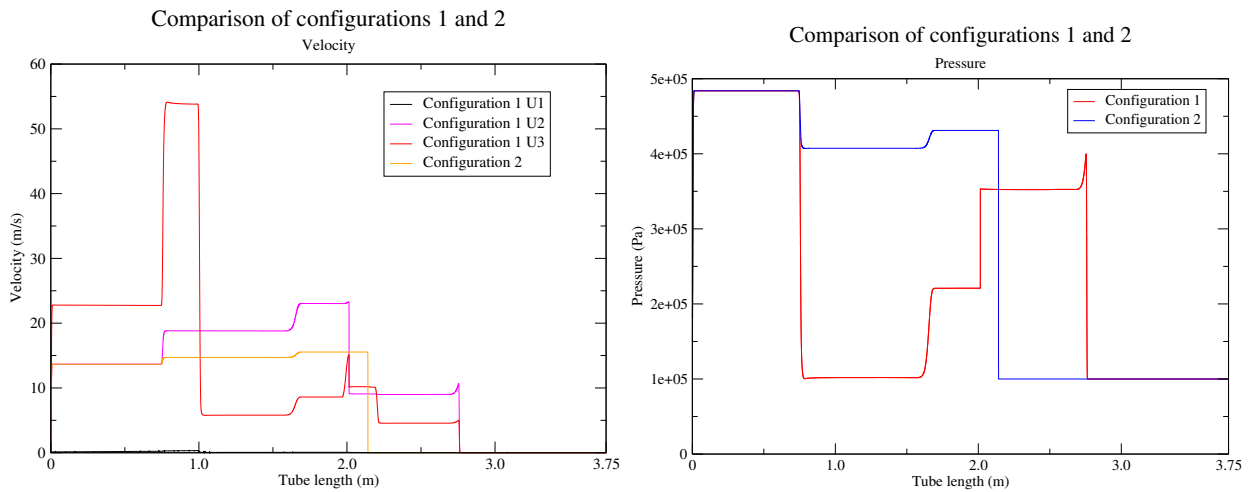 Comparison of configurations 1 and 2
Velocity
60
50
40
30
20
10
0
Velocity (m/s)
Configuration 1 U1
Configuration 1 U2
Configuration 1 U3
Configuration 2
0 1.0 2.0 3.0 3.75
Tube length (m)
Comparison of configurations 1 and 2
Pressure
5e+05
4e+05
3e+05
2e+05
1e+05
0
Pressure (Pa)
Configuration 1
Configuration 2
0 1.0 2.0 3.0 3.75
Tube length (m)